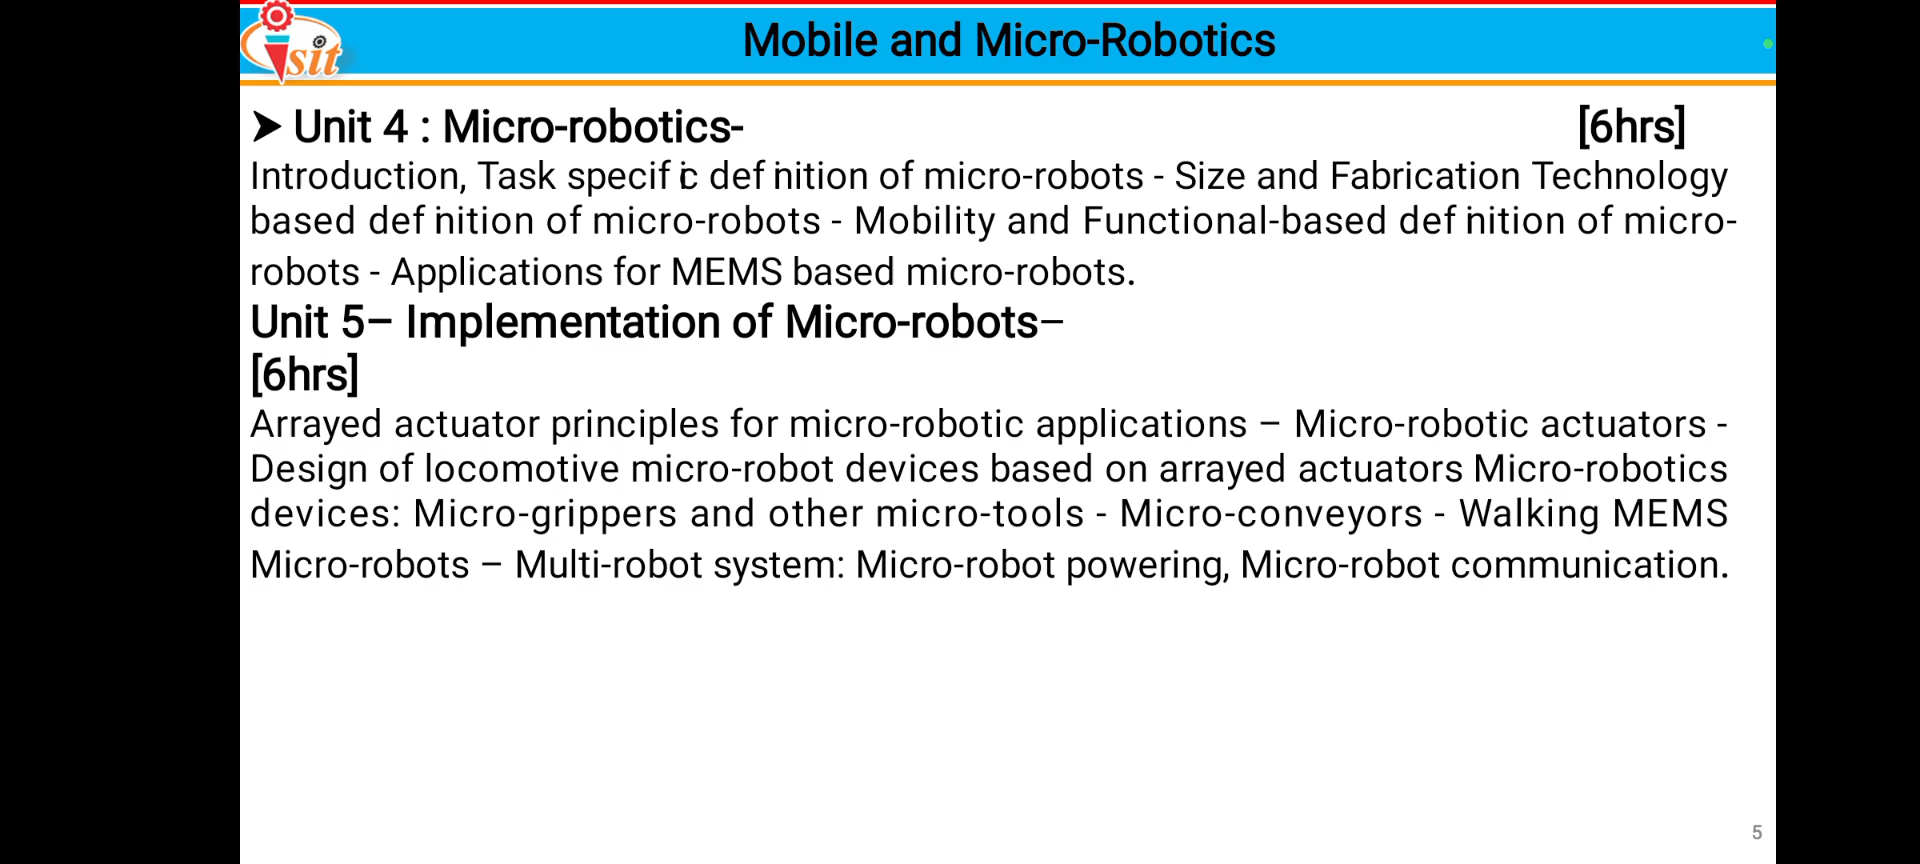 Mobile and Micro-Robotics
sit
➤ Unit 4 : Micro-robotics- [6hrs]
Introduction, Task specific definition of micro-robots - Size and Fabrication Technology
based definition of micro-robots - Mobility and Functional-based definition of micro-
robots - Applications for MEMS based micro-robots.
Unit 5– Implementation of Micro-robots–
[6hrs]
Arrayed actuator principles for micro-robotic applications – Micro-robotic actuators -
Design of locomotive micro-robot devices based on arrayed actuators Micro-robotics
devices: Micro-grippers and other micro-tools - Micro-conveyors - Walking MEMS
Micro-robots – Multi-robot system: Micro-robot powering, Micro-robot communication.
5